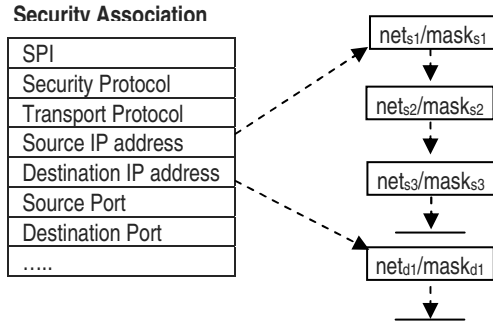 Security Association
SPI
Security Protocol
Transport Protocol
Source IP address
Destination IP address
Source Port
Destination Port
.....
nets1/masks1
nets2/masks2
nets3/masks3
netd1/maskd1